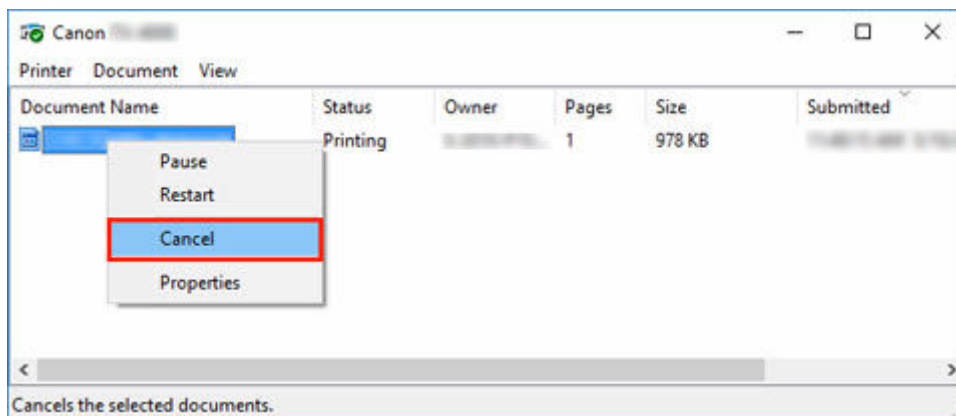 Canon
Printer Document View
Document Name Status Owner Pages Size Submitted
Printing 1 978 KB
Pause
Restart
Cancel
Properties
Cancels the selected documents.